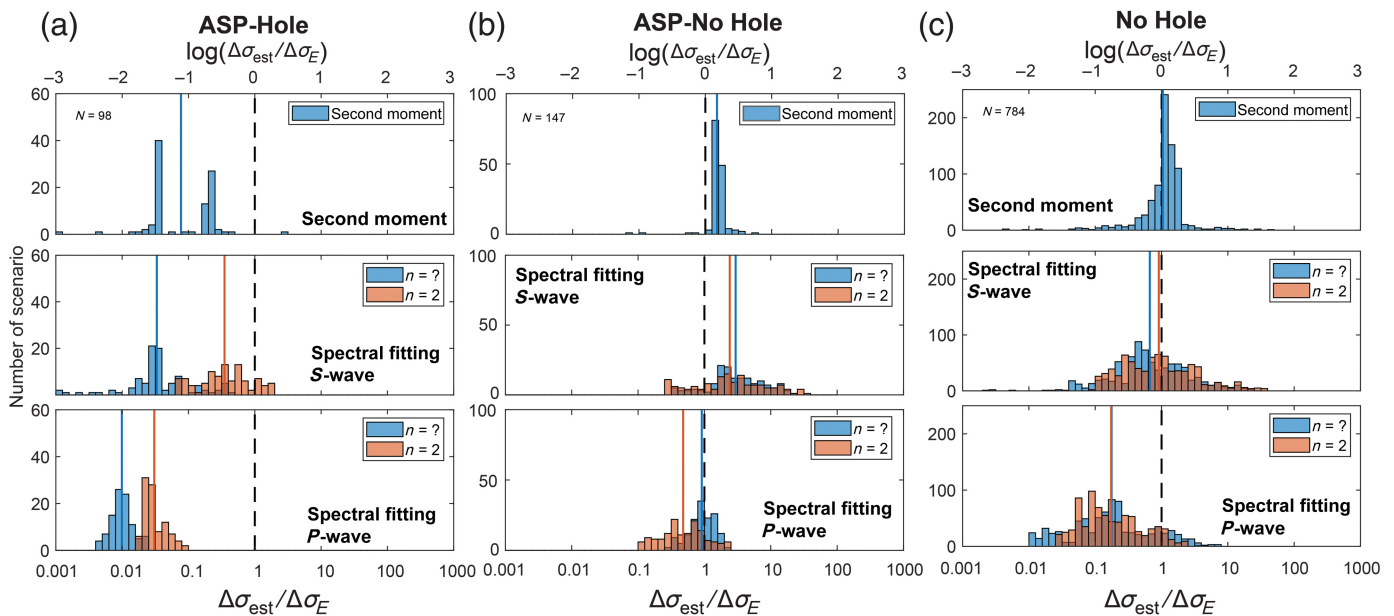 (a)
ASP-Hole
log(Δσest/ΔσE)
−3 −2 −1 0 1 2 3
60
40
20
0
N = 98
Second moment
Second moment
60
40
20
0
n = ?
n = 2
Spectral fitting
S-wave
60
40
20
0
n = ?
n = 2
Spectral fitting
P-wave
0.001 0.01 0.1 1 10 100 1000
Δσest/ΔσE
Number of scenario
(b)
ASP-No Hole
log(Δσest/ΔσE)
−3 −2 −1 0 1 2 3
100
50
0
N = 147
Second moment
Second moment
100
50
0
Spectral fitting
S-wave
n = ?
n = 2
100
50
0
n = ?
n = 2
Spectral fitting
P-wave
0.001 0.01 0.1 1 10 100 1000
Δσest/ΔσE
(c)
No Hole
log(Δσest/ΔσE)
−3 −2 −1 0 1 2 3
200
100
0
N = 784
Second moment
Second moment
200
100
0
Spectral fitting
S-wave
n = ?
n = 2
200
100
0
n = ?
n = 2
Spectral fitting
P-wave
0.001 0.01 0.1 1 10 100 1000
Δσest/ΔσE